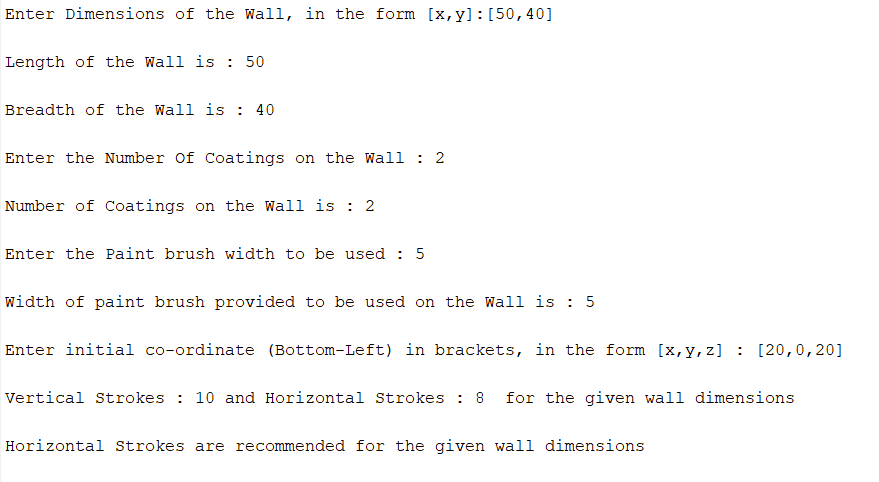 Enter Dimensions of the Wall, in the form [x,y]:[50,40]
Length of the Wall is : 50
Breadth of the Wall is : 40
Enter the Number Of Coatings on the Wall : 2
Number of Coatings on the Wall is : 2
Enter the Paint brush width to be used : 5
Width of paint brush provided to be used on the Wall is : 5
Enter initial co-ordinate (Bottom-Left) in brackets, in the form [x,y,z] : [20,0,20]
Vertical Strokes : 10 and Horizontal Strokes : 8  for the given wall dimensions
Horizontal Strokes are recommended for the given wall dimensions